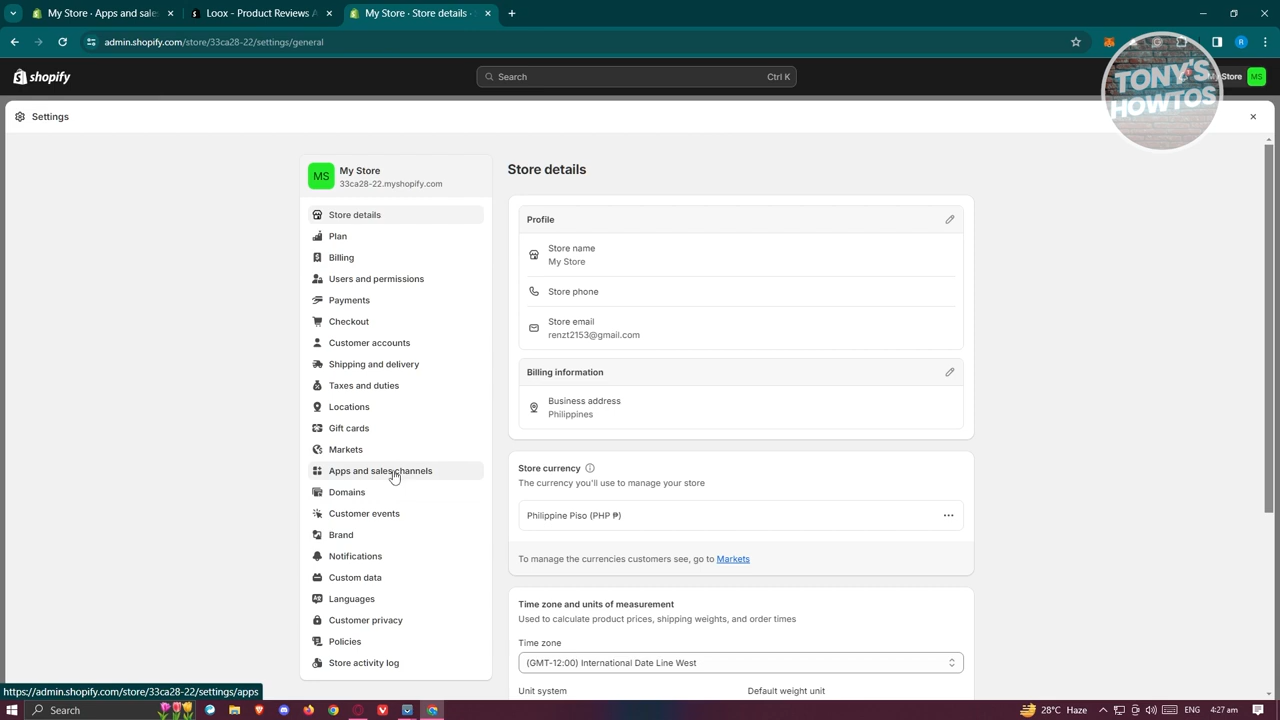 My Store · Apps and sale
Loox ‑ Product Reviews A
My Store · Store details ·
admin.shopify.com/store/33ca28-22/settings/general
R
shopify
Search
Ctrl K
My Store
MS
TONY'S
HOWTOS
Settings
MS
My Store
33ca28-22.myshopify.com
Store details
Plan
Billing
Users and permissions
Payments
Checkout
Customer accounts
Shipping and delivery
Taxes and duties
Locations
Gift cards
Markets
Apps and sales channels
Domains
Customer events
Brand
Notifications
Custom data
Languages
Customer privacy
Policies
Store activity log
Store details
Profile
Store name
My Store
Store phone
Store email
renzt2153@gmail.com
Billing information
Business address
Philippines
Store currency
The currency you'll use to manage your store
Philippine Piso (PHP ₱)
To manage the currencies customers see, go to Markets
Time zone and units of measurement
Used to calculate product prices, shipping weights, and order times
Time zone
(GMT-12:00) International Date Line West
Unit system
Default weight unit
https://admin.shopify.com/store/33ca28-22/settings/apps
Search
28°C Haze
ENG
4:27 am